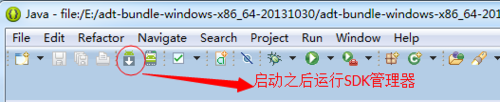 Java - file:/E:/adt-bundle-windows-x86_64-20131030/adt-bundle-windows-x86_64-201
File Edit Refactor Navigate Search Project Run Window Help
启动之后运行SDK管理器